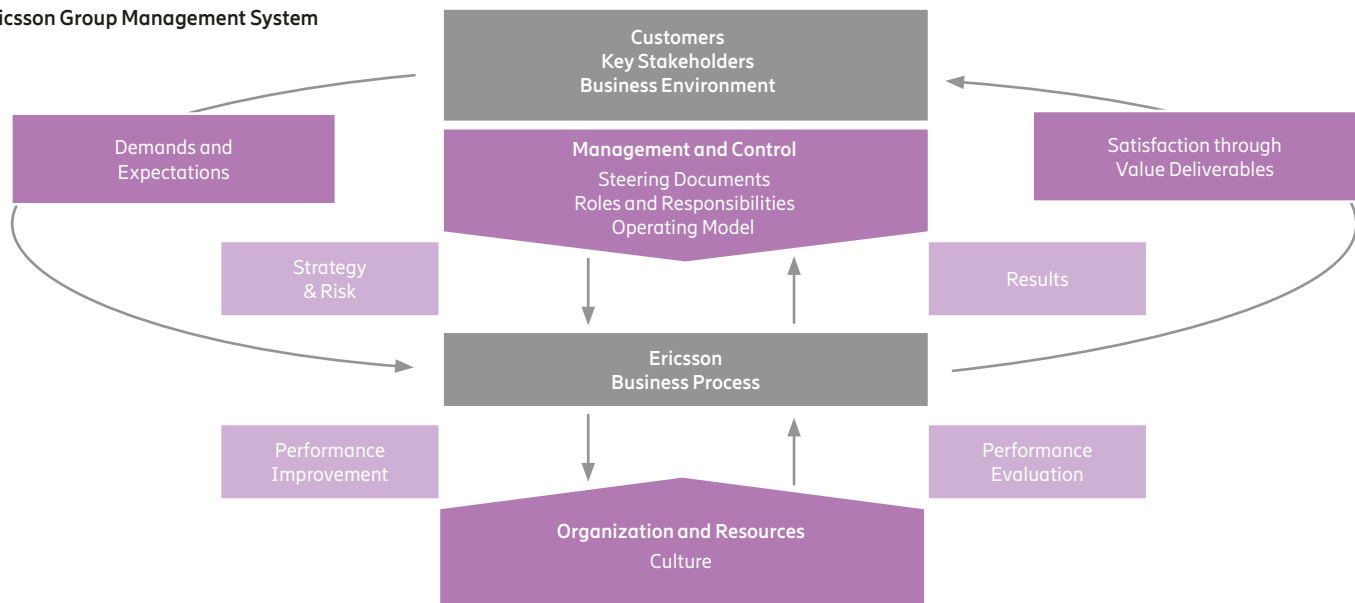 icsson Group Management System
Customers
Key Stakeholders
Business Environment
Demands and
Expectations
Management and Control
Steering Documents
Roles and Responsibilities
Operating Model
Satisfaction through
Value Deliverables
Strategy
& Risk
Results
Ericsson
Business Process
Performance
Improvement
Performance
Evaluation
Organization and Resources
Culture